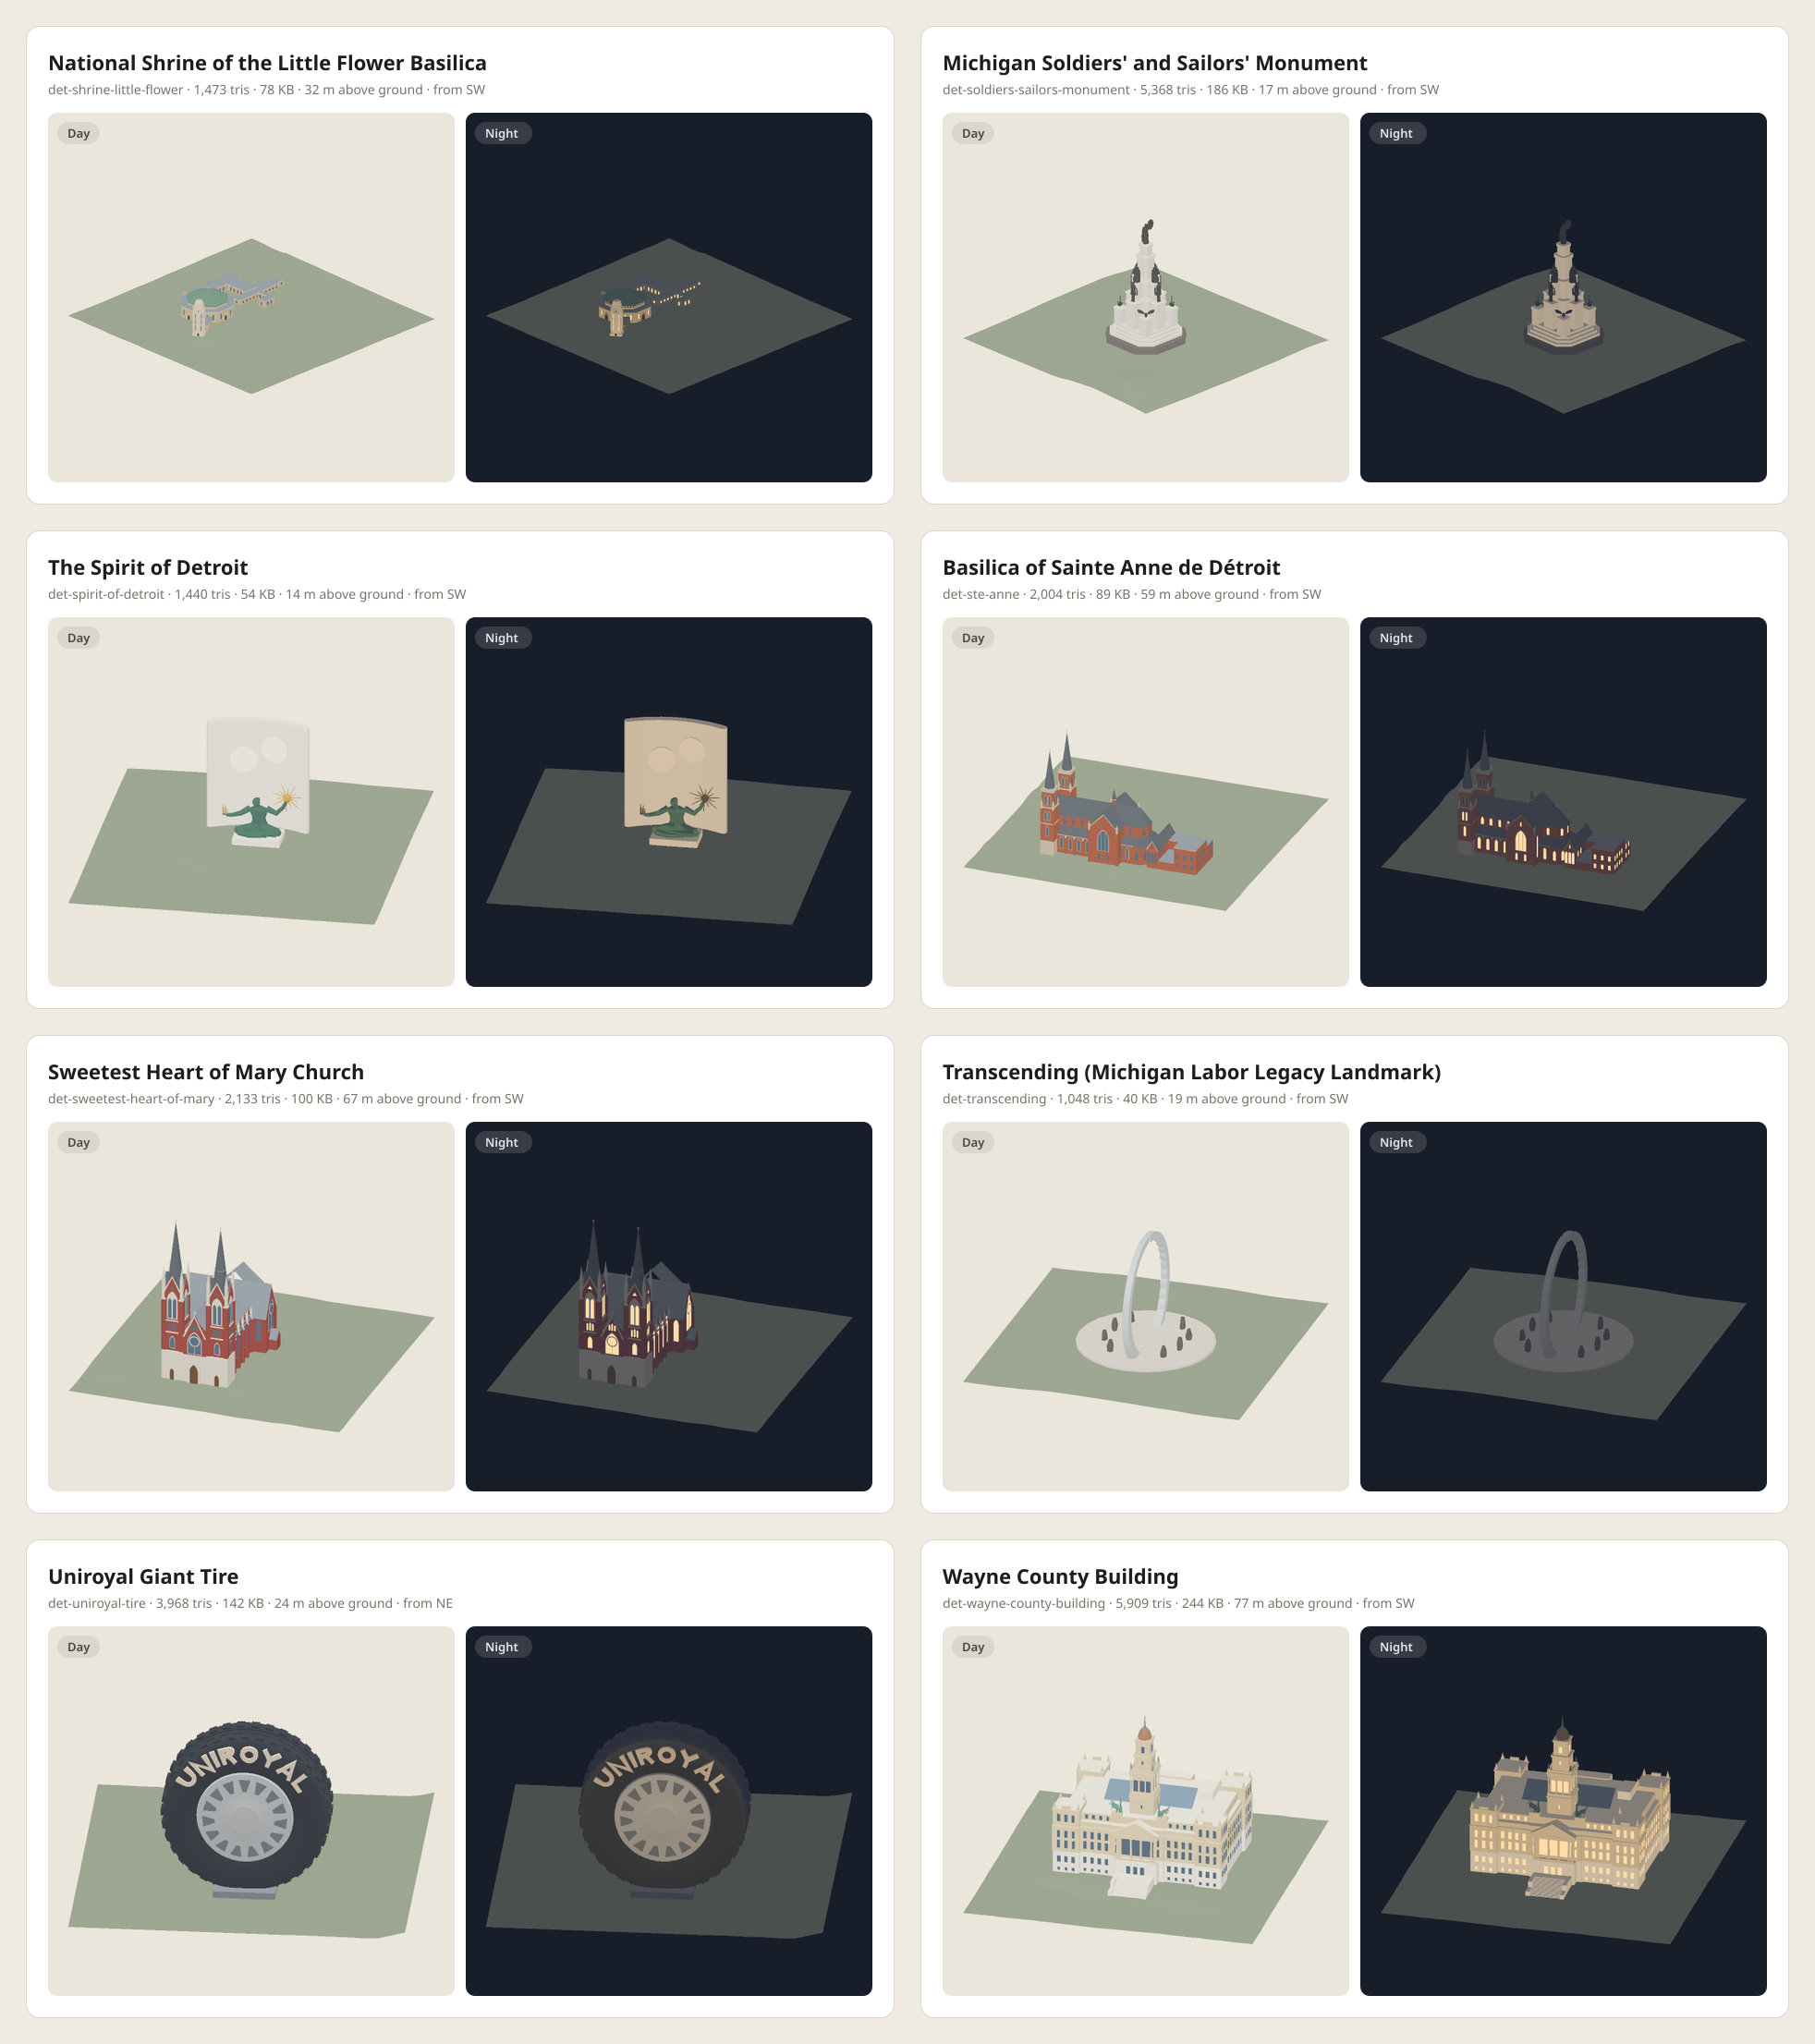 National Shrine of the Little Flower Basilica
det-shrine-little-flower · 1,473 tris · 78 KB · 32 m above ground · from SW
Day
Night
Michigan Soldiers' and Sailors' Monument
det-soldiers-sailors-monument · 5,368 tris · 186 KB · 17 m above ground · from SW
Day
Night
The Spirit of Detroit
det-spirit-of-detroit · 1,440 tris · 54 KB · 14 m above ground · from SW
Day
Night
Basilica of Sainte Anne de Détroit
det-ste-anne · 2,004 tris · 89 KB · 59 m above ground · from SW
Day
Night
Sweetest Heart of Mary Church
det-sweetest-heart-of-mary · 2,133 tris · 100 KB · 67 m above ground · from SW
Day
Night
Transcending (Michigan Labor Legacy Landmark)
det-transcending · 1,048 tris · 40 KB · 19 m above ground · from SW
Day
Night
Uniroyal Giant Tire
det-uniroyal-tire · 3,968 tris · 142 KB · 24 m above ground · from NE
Day
UNIROYAL
Night
UNIROYAL
Wayne County Building
det-wayne-county-building · 5,909 tris · 244 KB · 77 m above ground · from SW
Day
Night